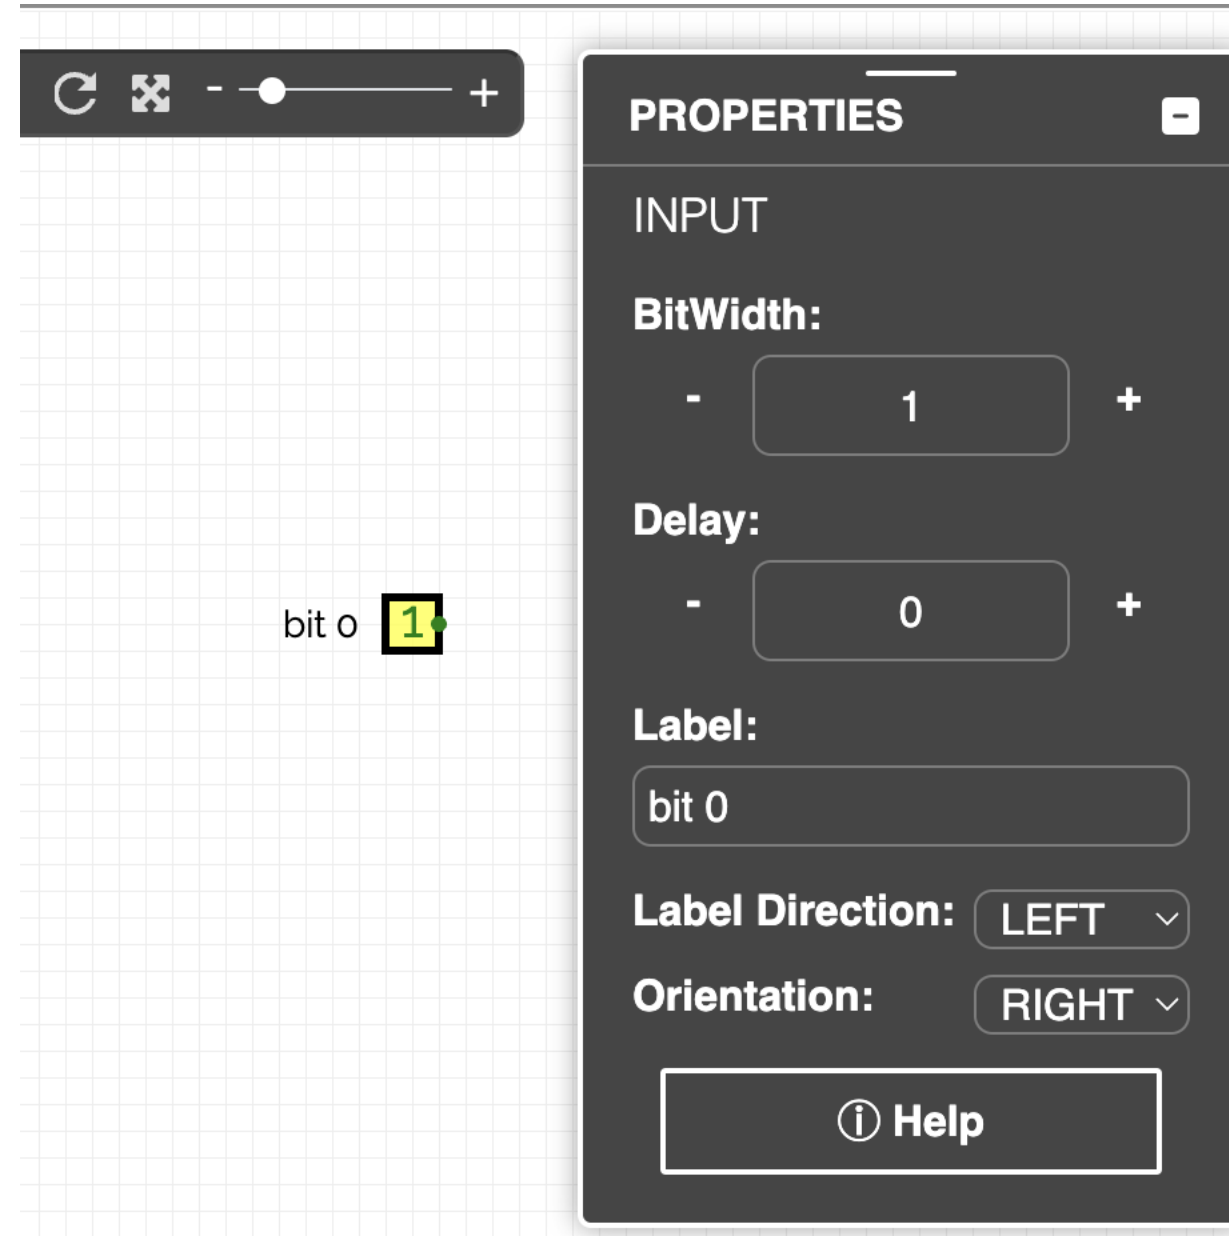 - +
PROPERTIES -
INPUT
BitWidth:
- 1 +
Delay:
- 0 +
bit 0 1
Label:
bit 0
Label Direction: LEFT
Orientation: RIGHT
i Help